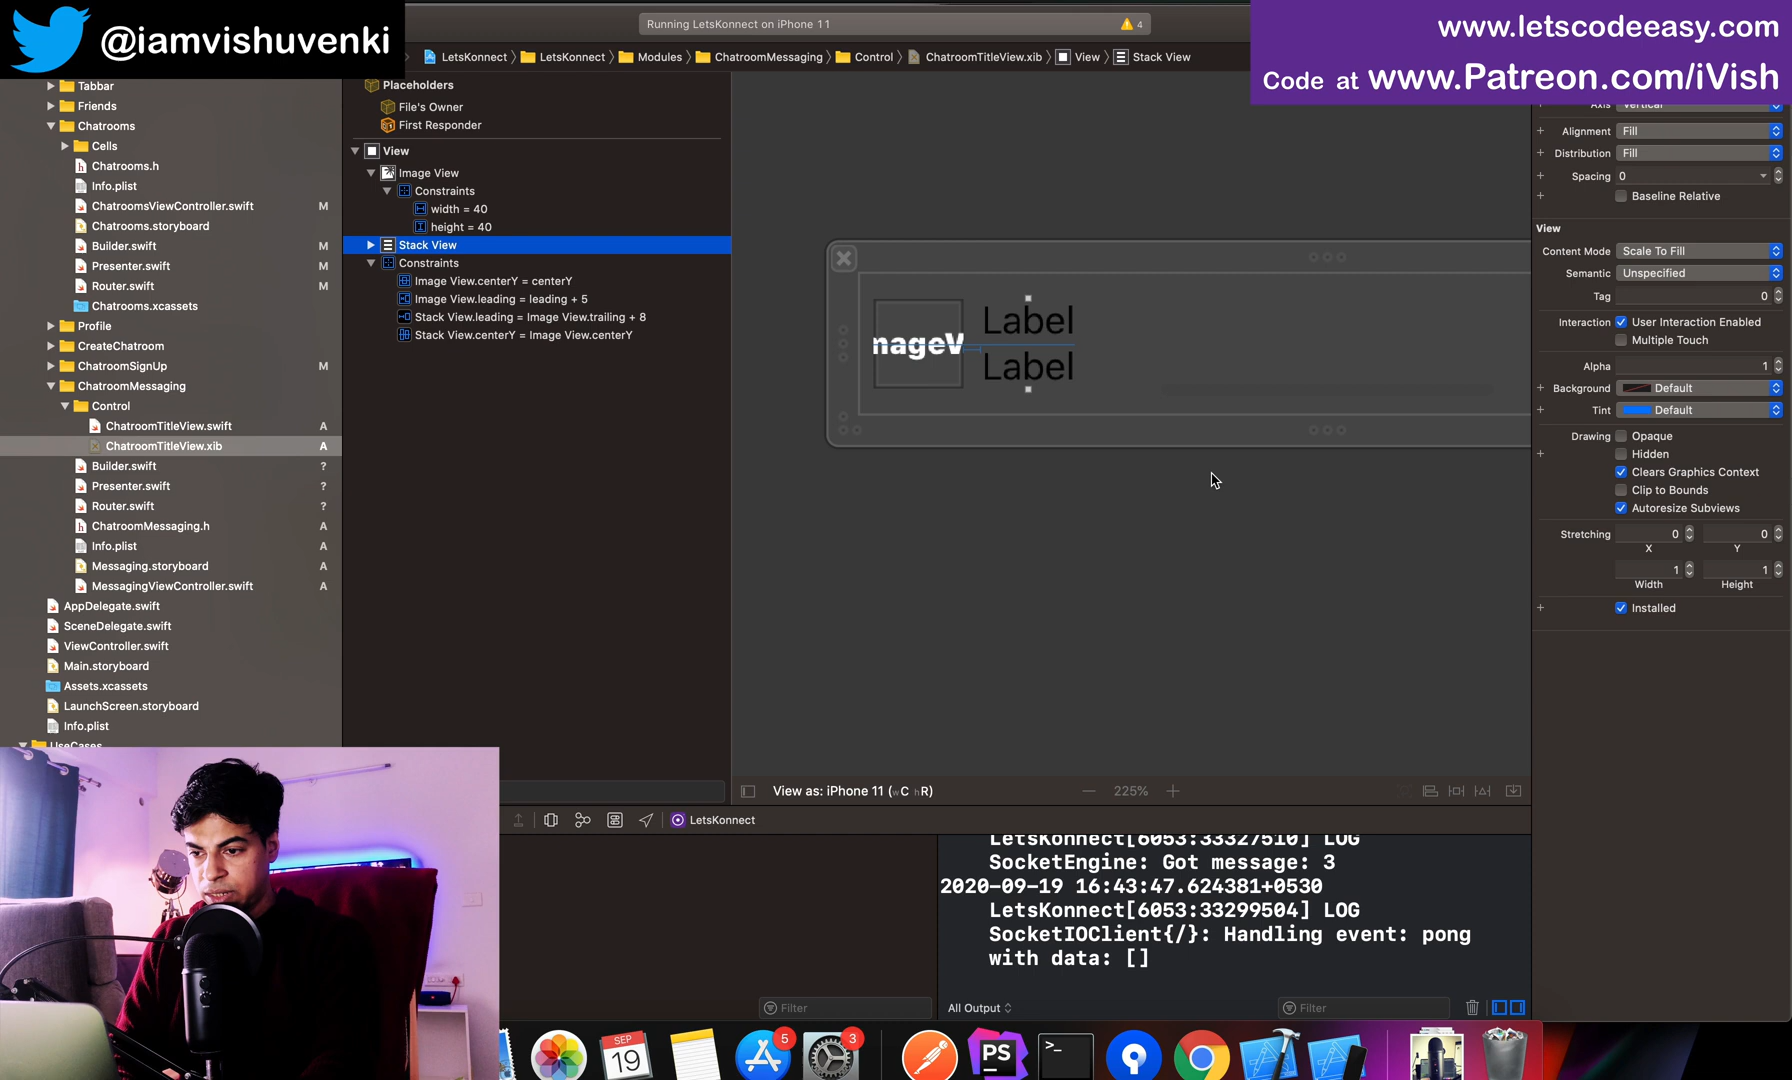 @iamvishuvenki
Running LetsKonnect on iPhone 11
4
www.letscodeeasy.com
Code at www.Patreon.com/iVish
LetsKonnect
LetsKonnect
Modules
ChatroomMessaging
Control
ChatroomTitleView.xib
View
Stack View
Tabbar
Friends
Chatrooms
Cells
Chatrooms.h
Info.plist
ChatroomsViewController.swift M
Chatrooms.storyboard
Builder.swift M
Presenter.swift M
Router.swift M
Chatrooms.xcassets
Profile
CreateChatroom
ChatroomSignUp M
ChatroomMessaging
Control
ChatroomTitleView.swift A
ChatroomTitleView.xib A
Builder.swift ?
Presenter.swift ?
Router.swift ?
ChatroomMessaging.h A
Info.plist A
Messaging.storyboard A
MessagingViewController.swift A
AppDelegate.swift
SceneDelegate.swift
ViewController.swift
Main.storyboard
Assets.xcassets
LaunchScreen.storyboard
Info.plist
UseCases
Placeholders
File's Owner
First Responder
View
Image View
Constraints
width = 40
height = 40
Stack View
Constraints
Image View.centerY = centerY
Image View.leading = leading + 5
Stack View.leading = Image View.trailing + 8
Stack View.centerY = Image View.centerY
nageV
Label
Label
View as: iPhone 11 (wC hR)
225%
LetsKonnect
Axis Vertical
Alignment Fill
Distribution Fill
Spacing 0
Baseline Relative
View
Content Mode Scale To Fill
Semantic Unspecified
Tag 0
Interaction User Interaction Enabled
Multiple Touch
Alpha 1
Background Default
Tint Default
Drawing Opaque
Hidden
Clears Graphics Context
Clip to Bounds
Autoresize Subviews
Stretching 0 0
X Y
1 1
Width Height
Installed
LetsKonnect[6053:33327510] LOG
SocketEngine: Got message: 3
2020-09-19 16:43:47.624381+0530
LetsKonnect[6053:33299504] LOG
SocketIOClient{/}: Handling event: pong
with data: []
Filter
All Output
Filter
SEP
19
5
3
PS
>_